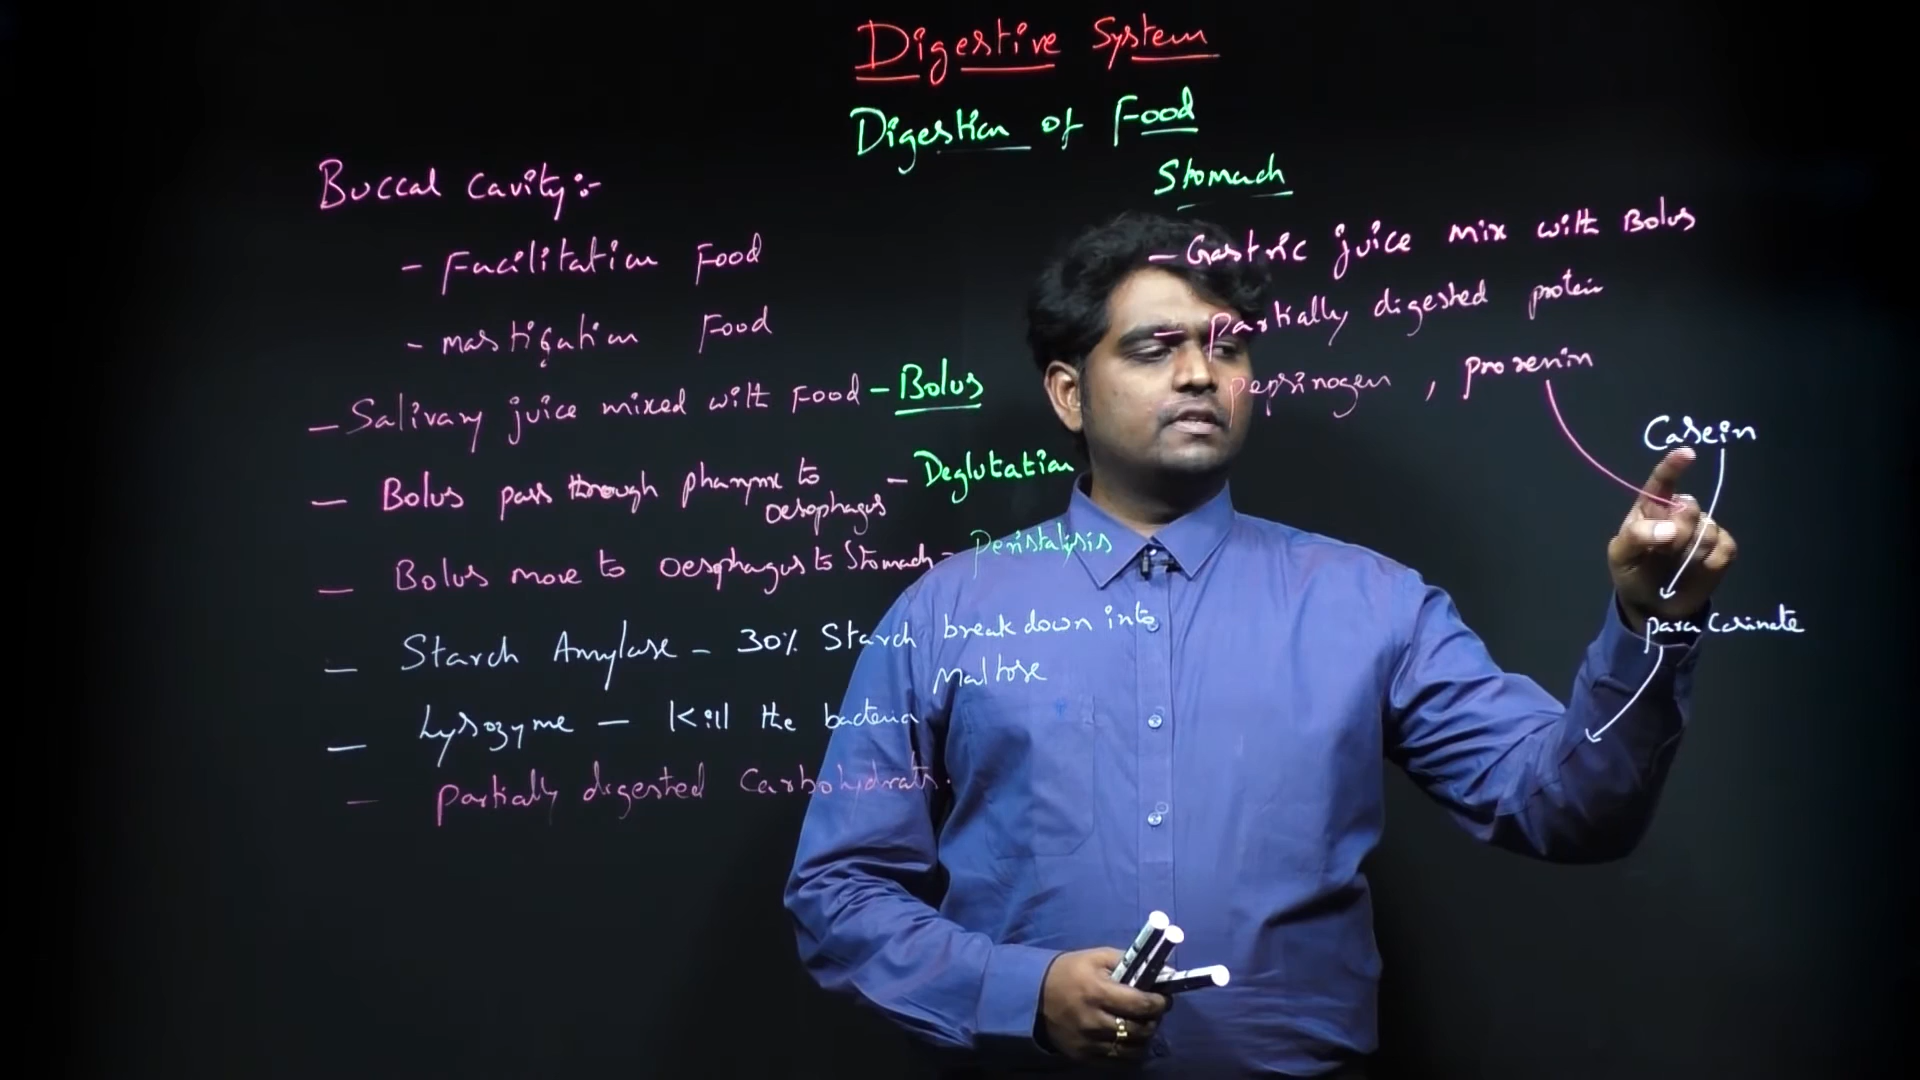 Digestive System
Digestion of Food
Buccal Cavity:-
- Facilitation Food
- mastigation Food
- Salivary juice mixed with Food - Bolus
- Bolus pass through pharynx to oesophagus - Deglutation
- Bolus move to oesophagus to Stomach - Peristalisis
- Starch Amylase - 30% Starch break down into Maltose
- Lysozyme - Kill the bacteria
- partially digested Carbohydrats.
Stomach
- Gastric juice mix with Bolus
- partially digested protein
pepsinogen , prorenin
Casein
para Casinate